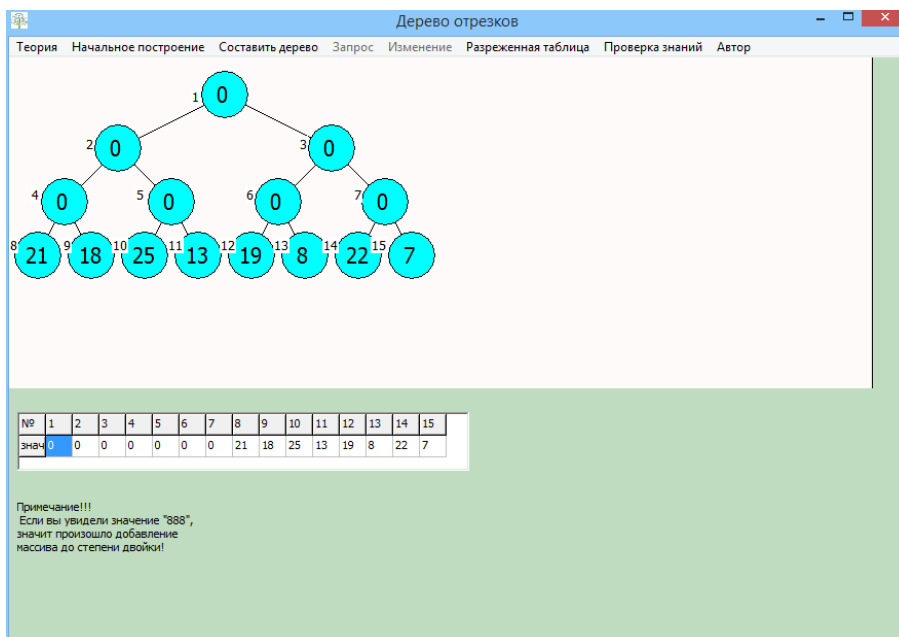 Дерево отрезков
Теория Начальное построение Составить дерево Запрос Изменение Разреженная таблица Проверка знаний Автор
1 0
2 0 3 0
4 0 5 0 6 0 7 0
8 21 9 18 10 25 11 13 12 19 13 8 14 22 15 7
№ 1 2 3 4 5 6 7 8 9 10 11 12 13 14 15
знач 0 0 0 0 0 0 0 21 18 25 13 19 8 22 7
Примечание!!!
Если вы увидели значение "888",
значит произошло добавление
массива до степени двойки!